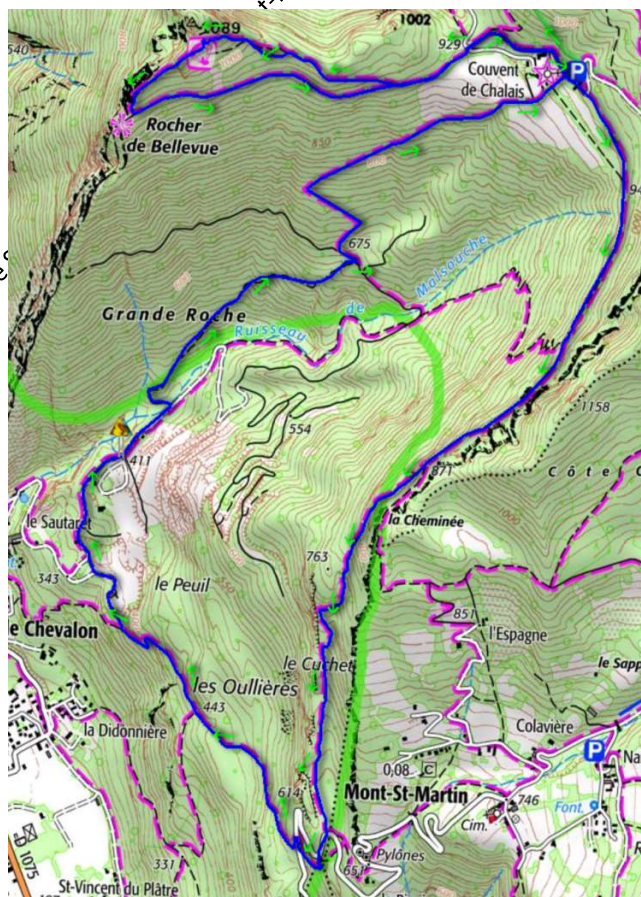 1002
1089
540
929
P
Couvent
de Chalais
Rocher
de Bellevue
850
675
Malsouche
Grande Roche
Ruisseau de
1158
554
411
871
Côte
la Cheminée
le Sautaret
763
343
le Peuil
851
l'Espagne
e Chevalon
le Cuchet
le Sapp
les Oullières
443
Colavière
la Didonnière
P
0,08 C
Na
614
Mont-St-Martin
746
Cim.
Font.
D 1075
331
651
Pylônes
St-Vincent du Plâtre